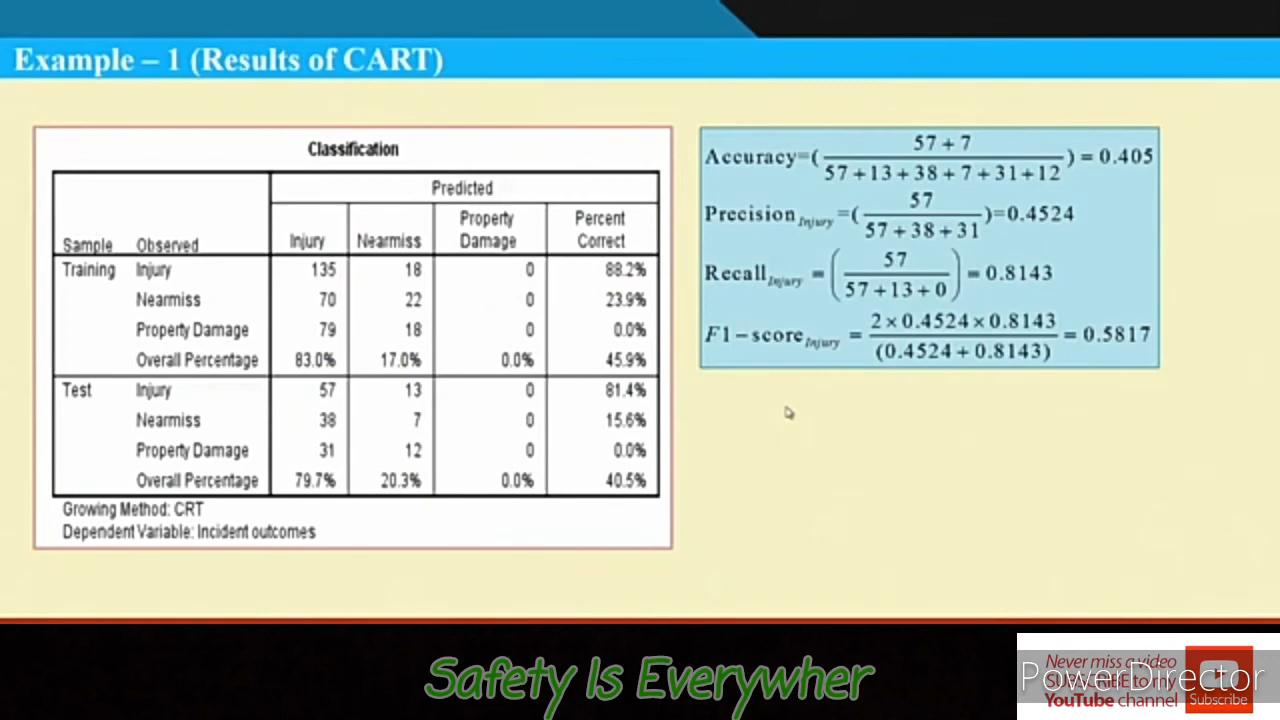 Example – 1 (Results of CART)
Classification
Predicted
Sample Observed Injury Nearmiss Property Damage Percent Correct
Training Injury 135 18 0 88.2%
Nearmiss 70 22 0 23.9%
Property Damage 79 18 0 0.0%
Overall Percentage 83.0% 17.0% 0.0% 45.9%
Test Injury 57 13 0 81.4%
Nearmiss 38 7 0 15.6%
Property Damage 31 12 0 0.0%
Overall Percentage 79.7% 20.3% 0.0% 40.5%
Growing Method: CRT
Dependent Variable: Incident outcomes
Accuracy=( 57 + 7 / 57 + 13 + 38 + 7 + 31 + 12 ) = 0.405
Precision Injury =( 57 / 57 + 38 + 31 )=0.4524
Recall Injury = ( 57 / 57 + 13 + 0 ) = 0.8143
F1 – score Injury = 2 × 0.4524 × 0.8143 / (0.4524 + 0.8143) = 0.5817
Safety Is Everywher
Never miss a video
SUBSCRIBE to my
YouTube channel
Subscribe
PowerDirector